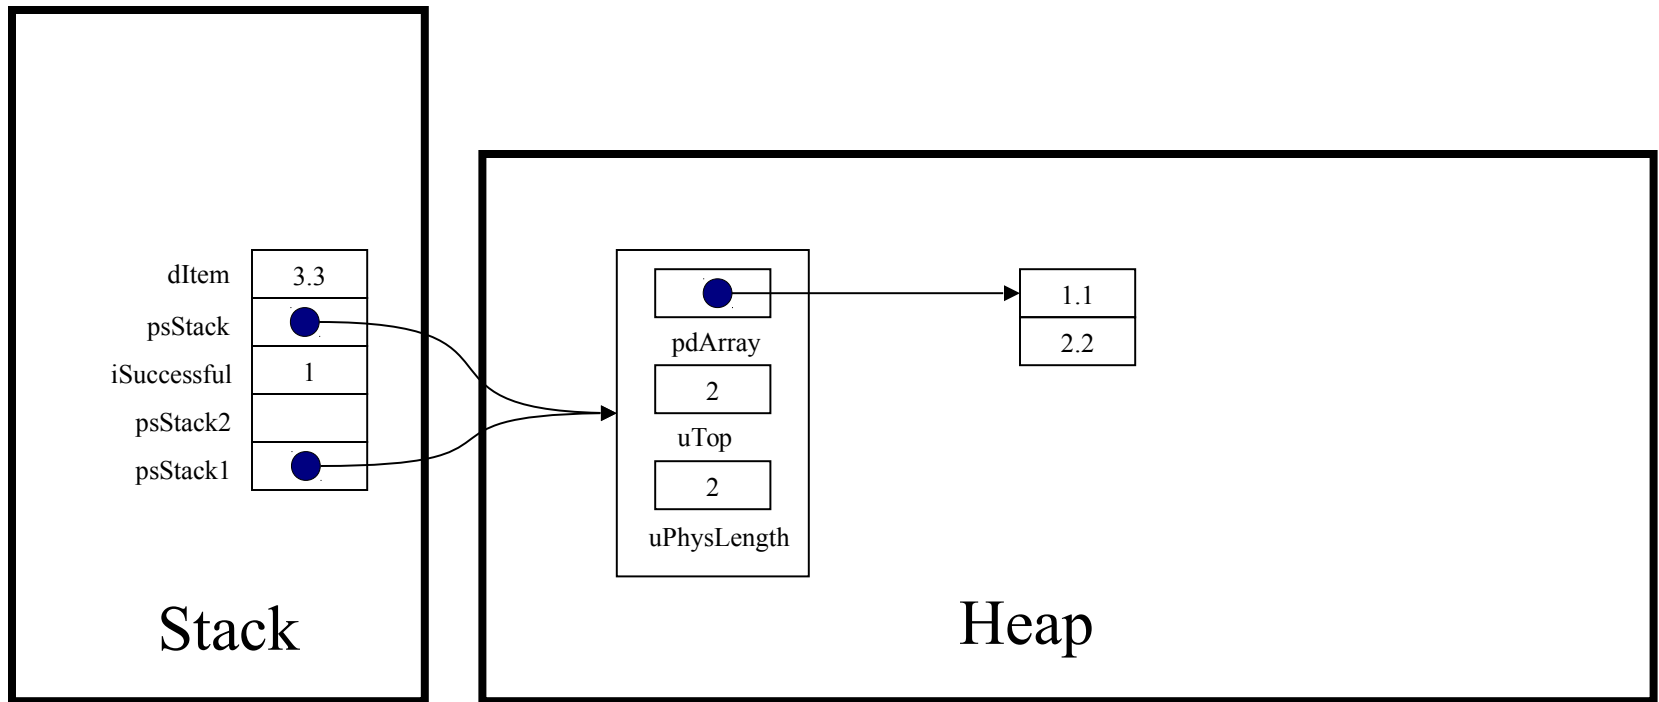 dItem 3.3
psStack
iSuccessful 1
psStack2
psStack1
Stack
pdArray
2
uTop
2
uPhysLength
1.1
2.2
Heap